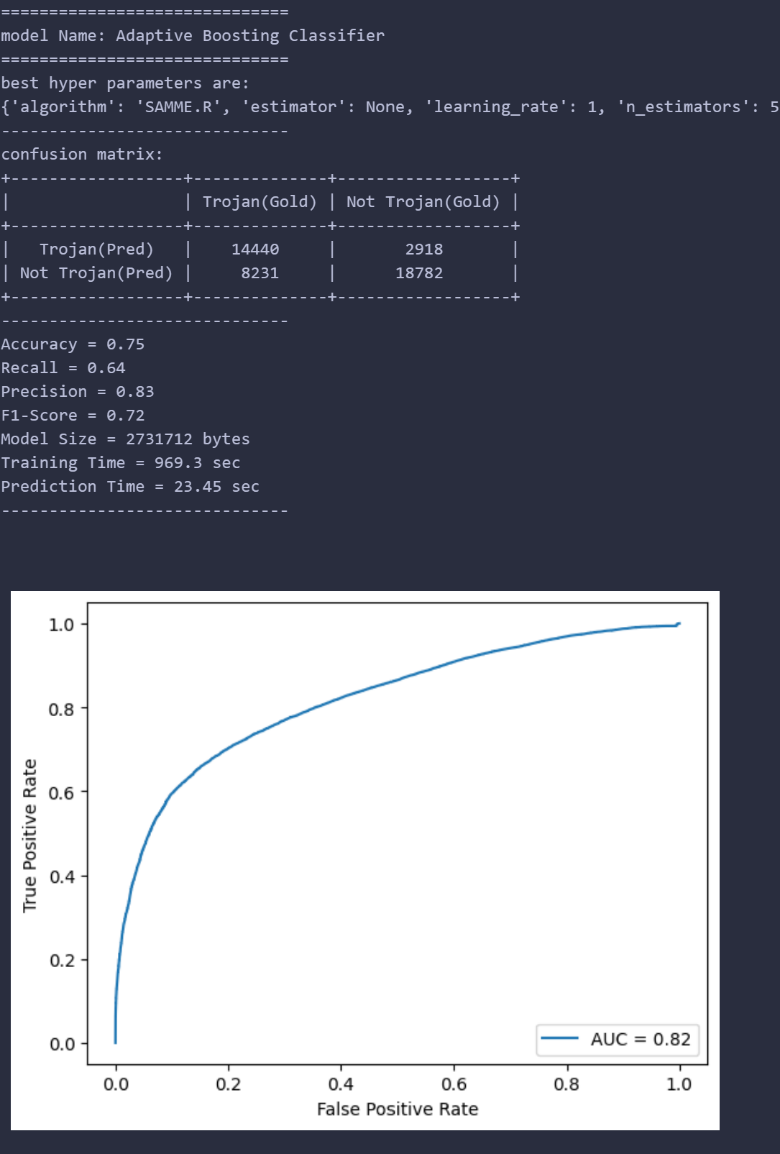 ==============================
model Name: Adaptive Boosting Classifier
==============================
best hyper parameters are:
{'algorithm': 'SAMME.R', 'estimator': None, 'learning_rate': 1, 'n_estimators': 5
------------------------------
confusion matrix:
+------------------+--------------+------------------+
|                  | Trojan(Gold) | Not Trojan(Gold) |
+------------------+--------------+------------------+
|   Trojan(Pred)   |    14440     |       2918       |
| Not Trojan(Pred) |     8231     |      18782       |
+------------------+--------------+------------------+
------------------------------
Accuracy = 0.75
Recall = 0.64
Precision = 0.83
F1-Score = 0.72
Model Size = 2731712 bytes
Training Time = 969.3 sec
Prediction Time = 23.45 sec
------------------------------
1.0
0.8
0.6
0.4
0.2
0.0
True Positive Rate
AUC = 0.82
0.0 0.2 0.4 0.6 0.8 1.0
False Positive Rate